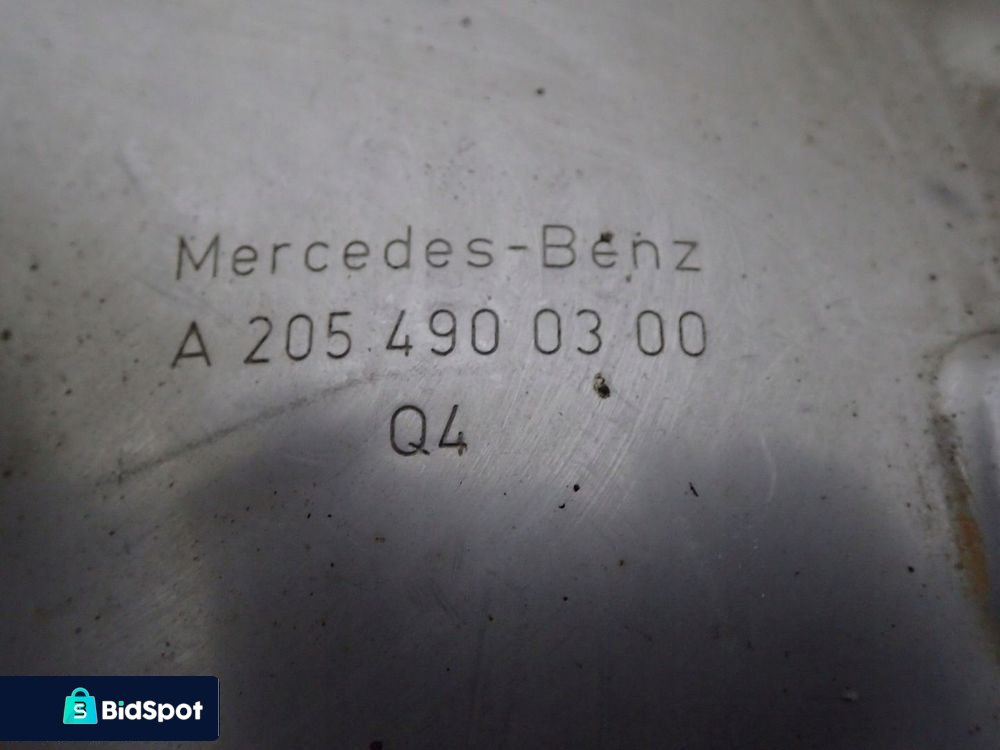 Mercedes-Benz
A 205 490 03 00
Q4
S
BidSpot